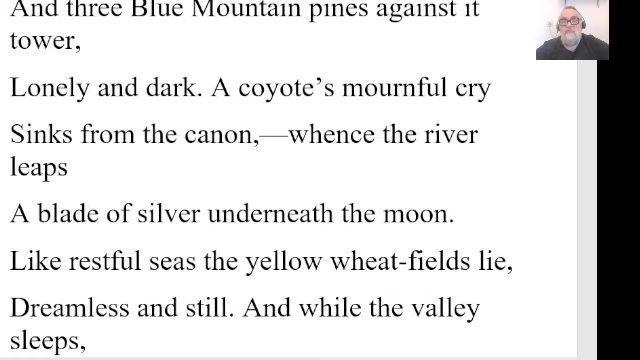 And three Blue Mountain pines against it
tower,
Lonely and dark. A coyote’s mournful cry
Sinks from the canon,—whence the river
leaps
A blade of silver underneath the moon.
Like restful seas the yellow wheat-fields lie,
Dreamless and still. And while the valley
sleeps,